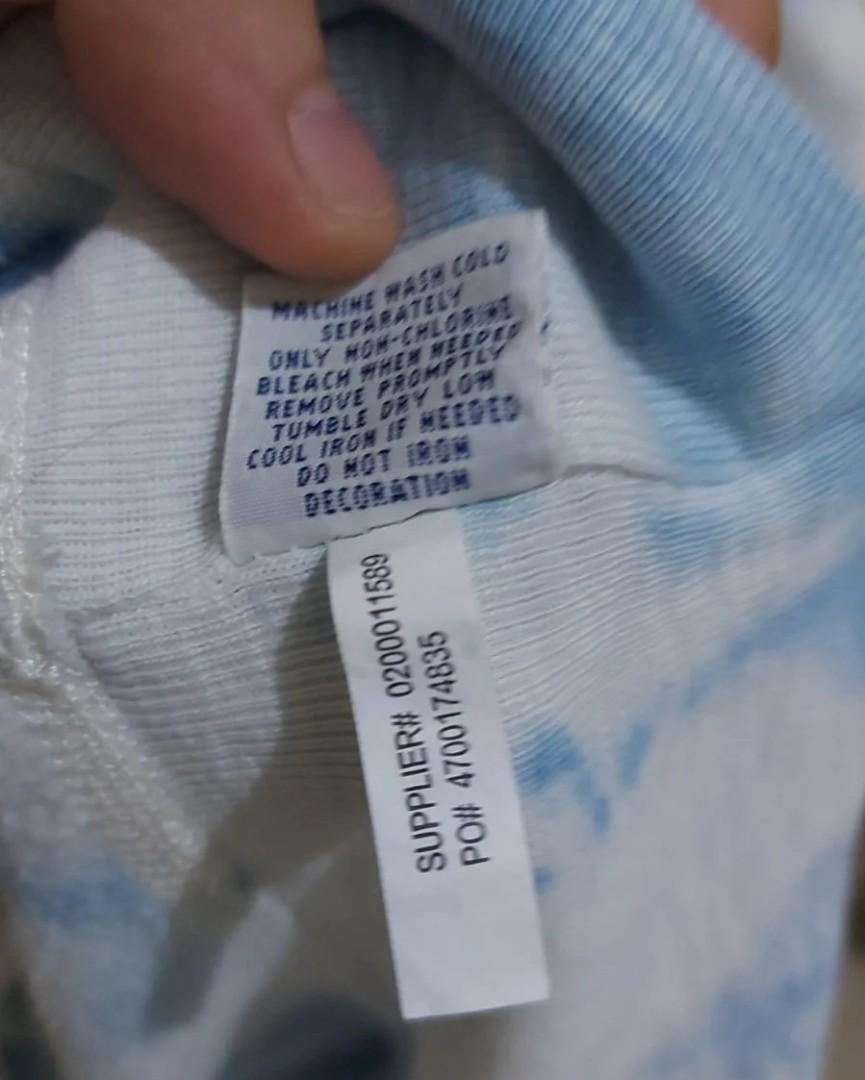 MACHINE WASH COLD
SEPARATELY
ONLY NON-CHLORINE
BLEACH WHEN NEEDED
REMOVE PROMPTLY
TUMBLE DRY LOW
COOL IRON IF NEEDED
DO NOT IRON
DECORATION
SUPPLIER# 0200011589
PO# 4700174835